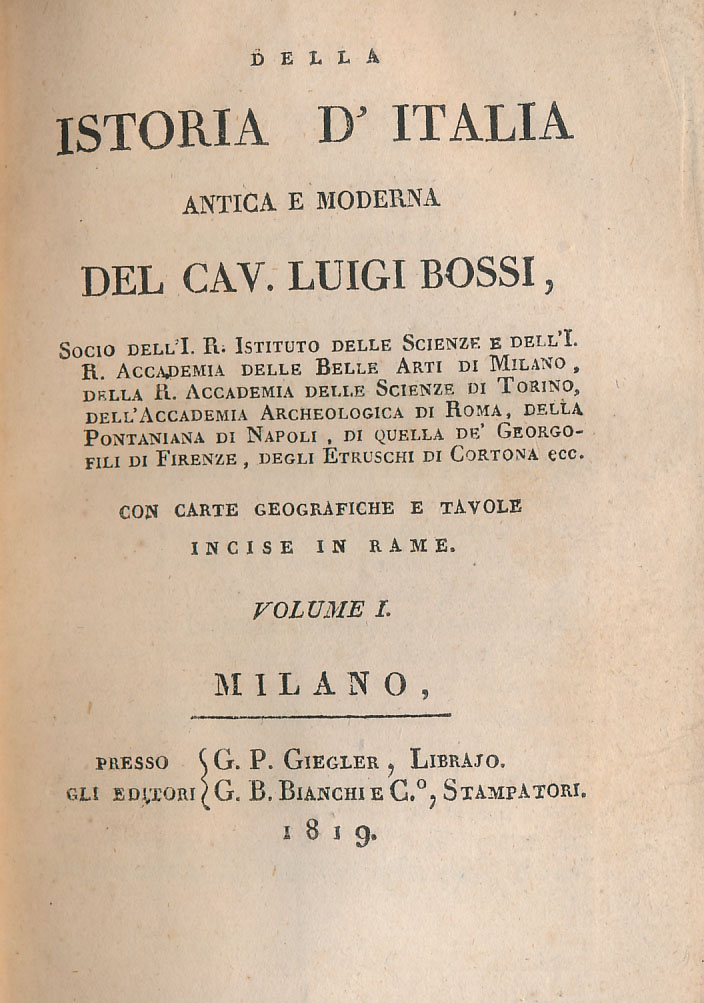 DELLA
ISTORIA D' ITALIA
ANTICA E MODERNA
DEL CAV. LUIGI BOSSI,
SOCIO DELL'I. R. ISTITUTO DELLE SCIENZE E DELL'I.
R. ACCADEMIA DELLE BELLE ARTI DI MILANO,
DELLA R. ACCADEMIA DELLE SCIENZE DI TORINO,
DELL'ACCADEMIA ARCHEOLOGICA DI ROMA, DELLA
PONTANIANA DI NAPOLI, DI QUELLA DE' GEORGO-
FILI DI FIRENZE, DEGLI ETRUSCHI DI CORTONA ecc.
CON CARTE GEOGRAFICHE E TAVOLE
INCISE IN RAME.
VOLUME I.
MILANO,
PRESSO { G. P. GIEGLER, LIBRAJO.
GLI EDITORI { G. B. BIANCHI E C.º, STAMPATORI.
1819.